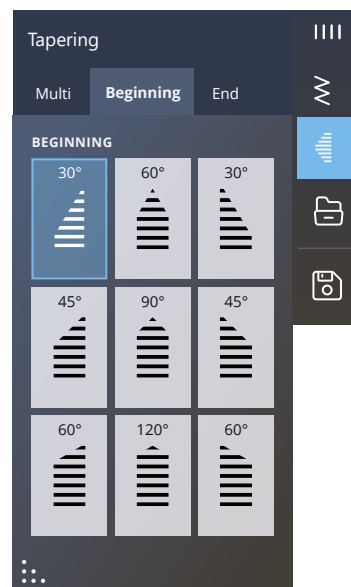 Tapering
Multi Beginning End
BEGINNING
30° 60° 30°
45° 90° 45°
60° 120° 60°